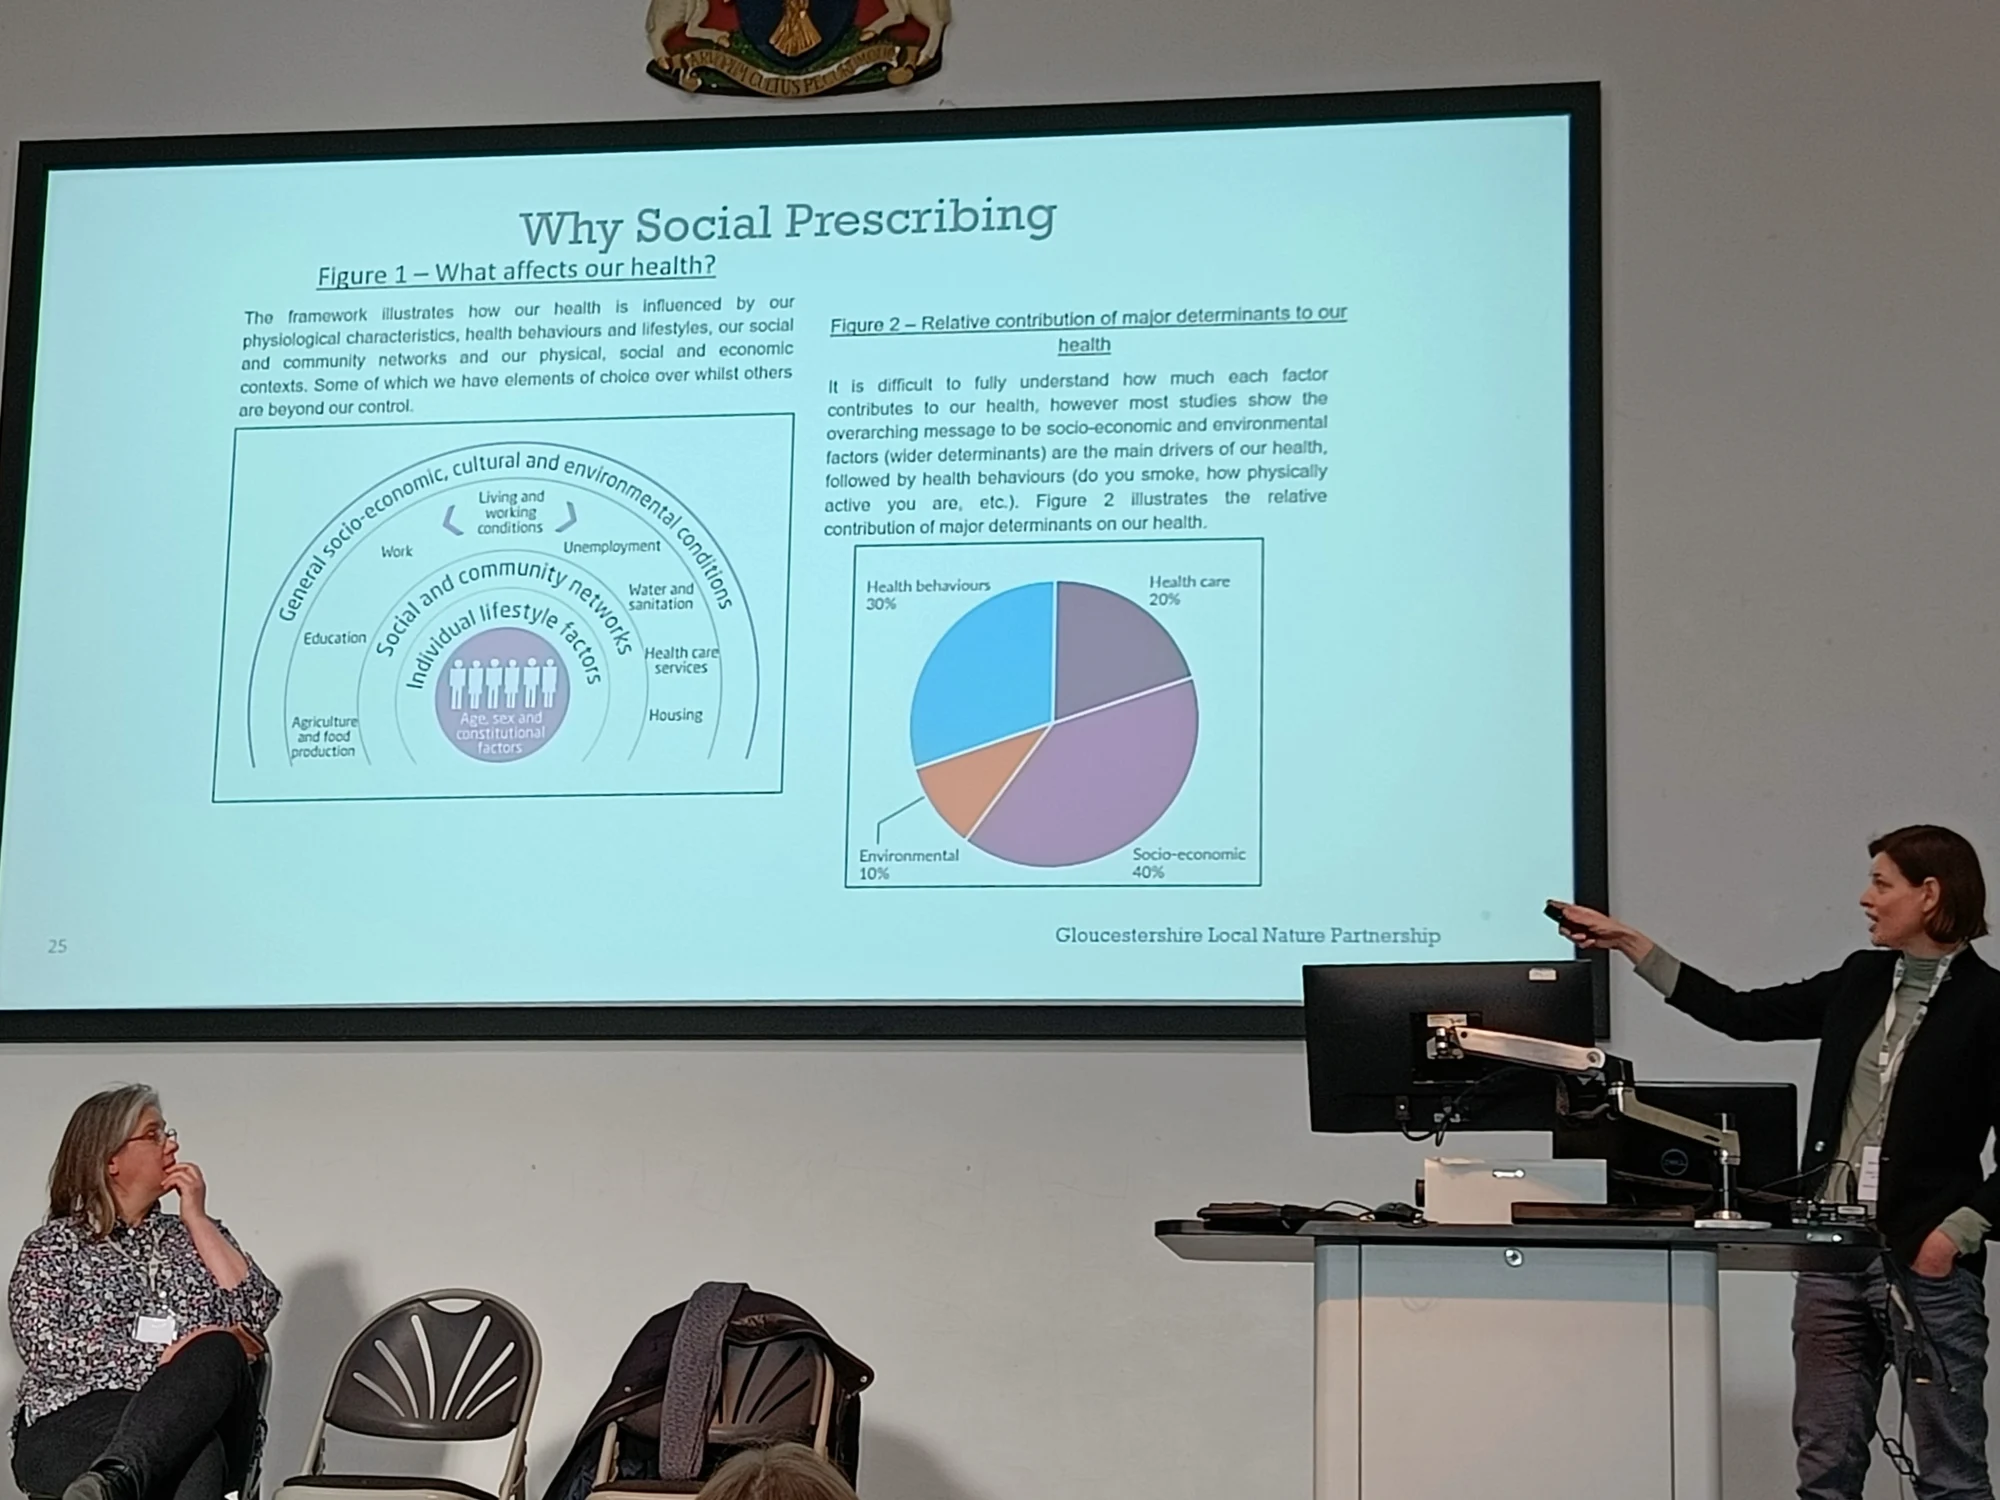 CULTUS
Why Social Prescribing
Figure 1 – What affects our health?
The framework illustrates how our health is influenced by our
physiological characteristics, health behaviours and lifestyles, our social
and community networks and our physical, social and economic
contexts. Some of which we have elements of choice over whilst others
are beyond our control.
General socio-economic, cultural and environmental conditions
Living and
working
conditions
Work
Unemployment
Social and community networks
Water and
sanitation
Individual lifestyle factors
Education
Health care
services
Agriculture
and food
production
Housing
Age, sex and
constitutional
factors
Figure 2 – Relative contribution of major determinants to our
health
It is difficult to fully understand how much each factor
contributes to our health, however most studies show the
overarching message to be socio-economic and environmental
factors (wider determinants) are the main drivers of our health,
followed by health behaviours (do you smoke, how physically
active you are, etc.). Figure 2 illustrates the relative
contribution of major determinants on our health.
Health behaviours
30%
Health care
20%
Environmental
10%
Socio-economic
40%
25
Gloucestershire Local Nature Partnership
DELL